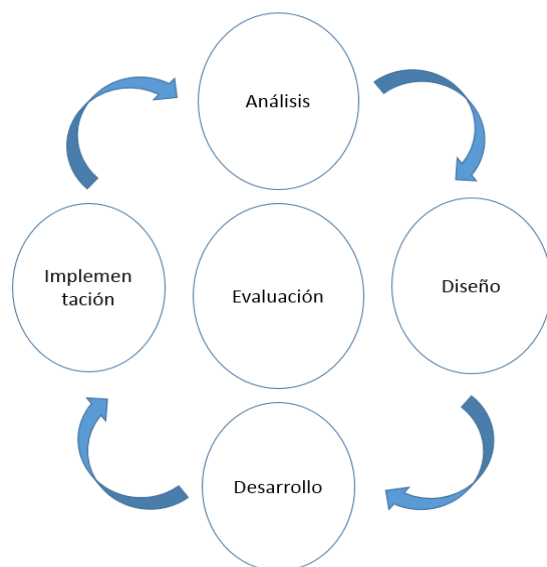 Análisis
Implemen
tación
Evaluación
Diseño
Desarrollo